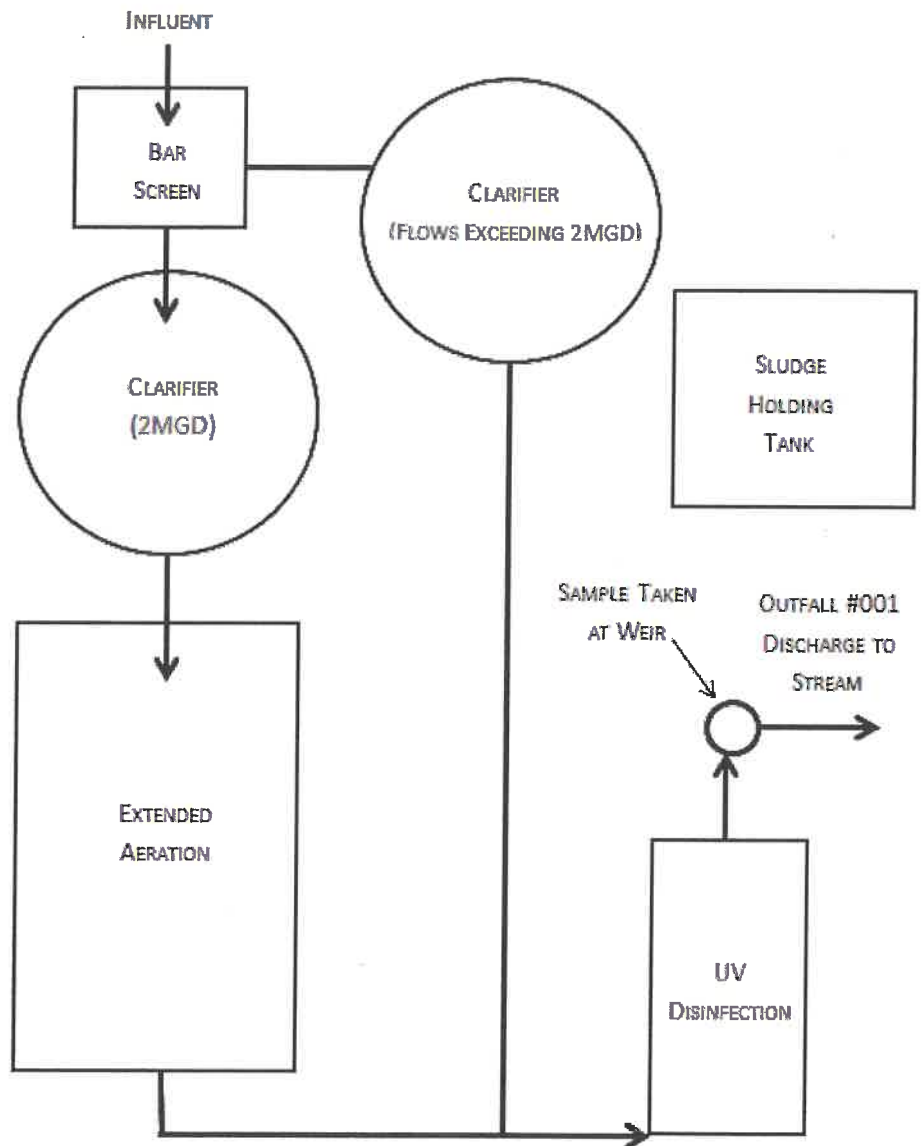 INFLUENT
BAR
SCREEN
CLARIFIER
(FLOWS EXCEEDING 2MGD)
CLARIFIER
(2MGD)
SLUDGE
HOLDING
TANK
SAMPLE TAKEN
AT WEIR
OUTFALL #001
DISCHARGE TO
STREAM
EXTENDED
AERATION
UV
DISINFECTION